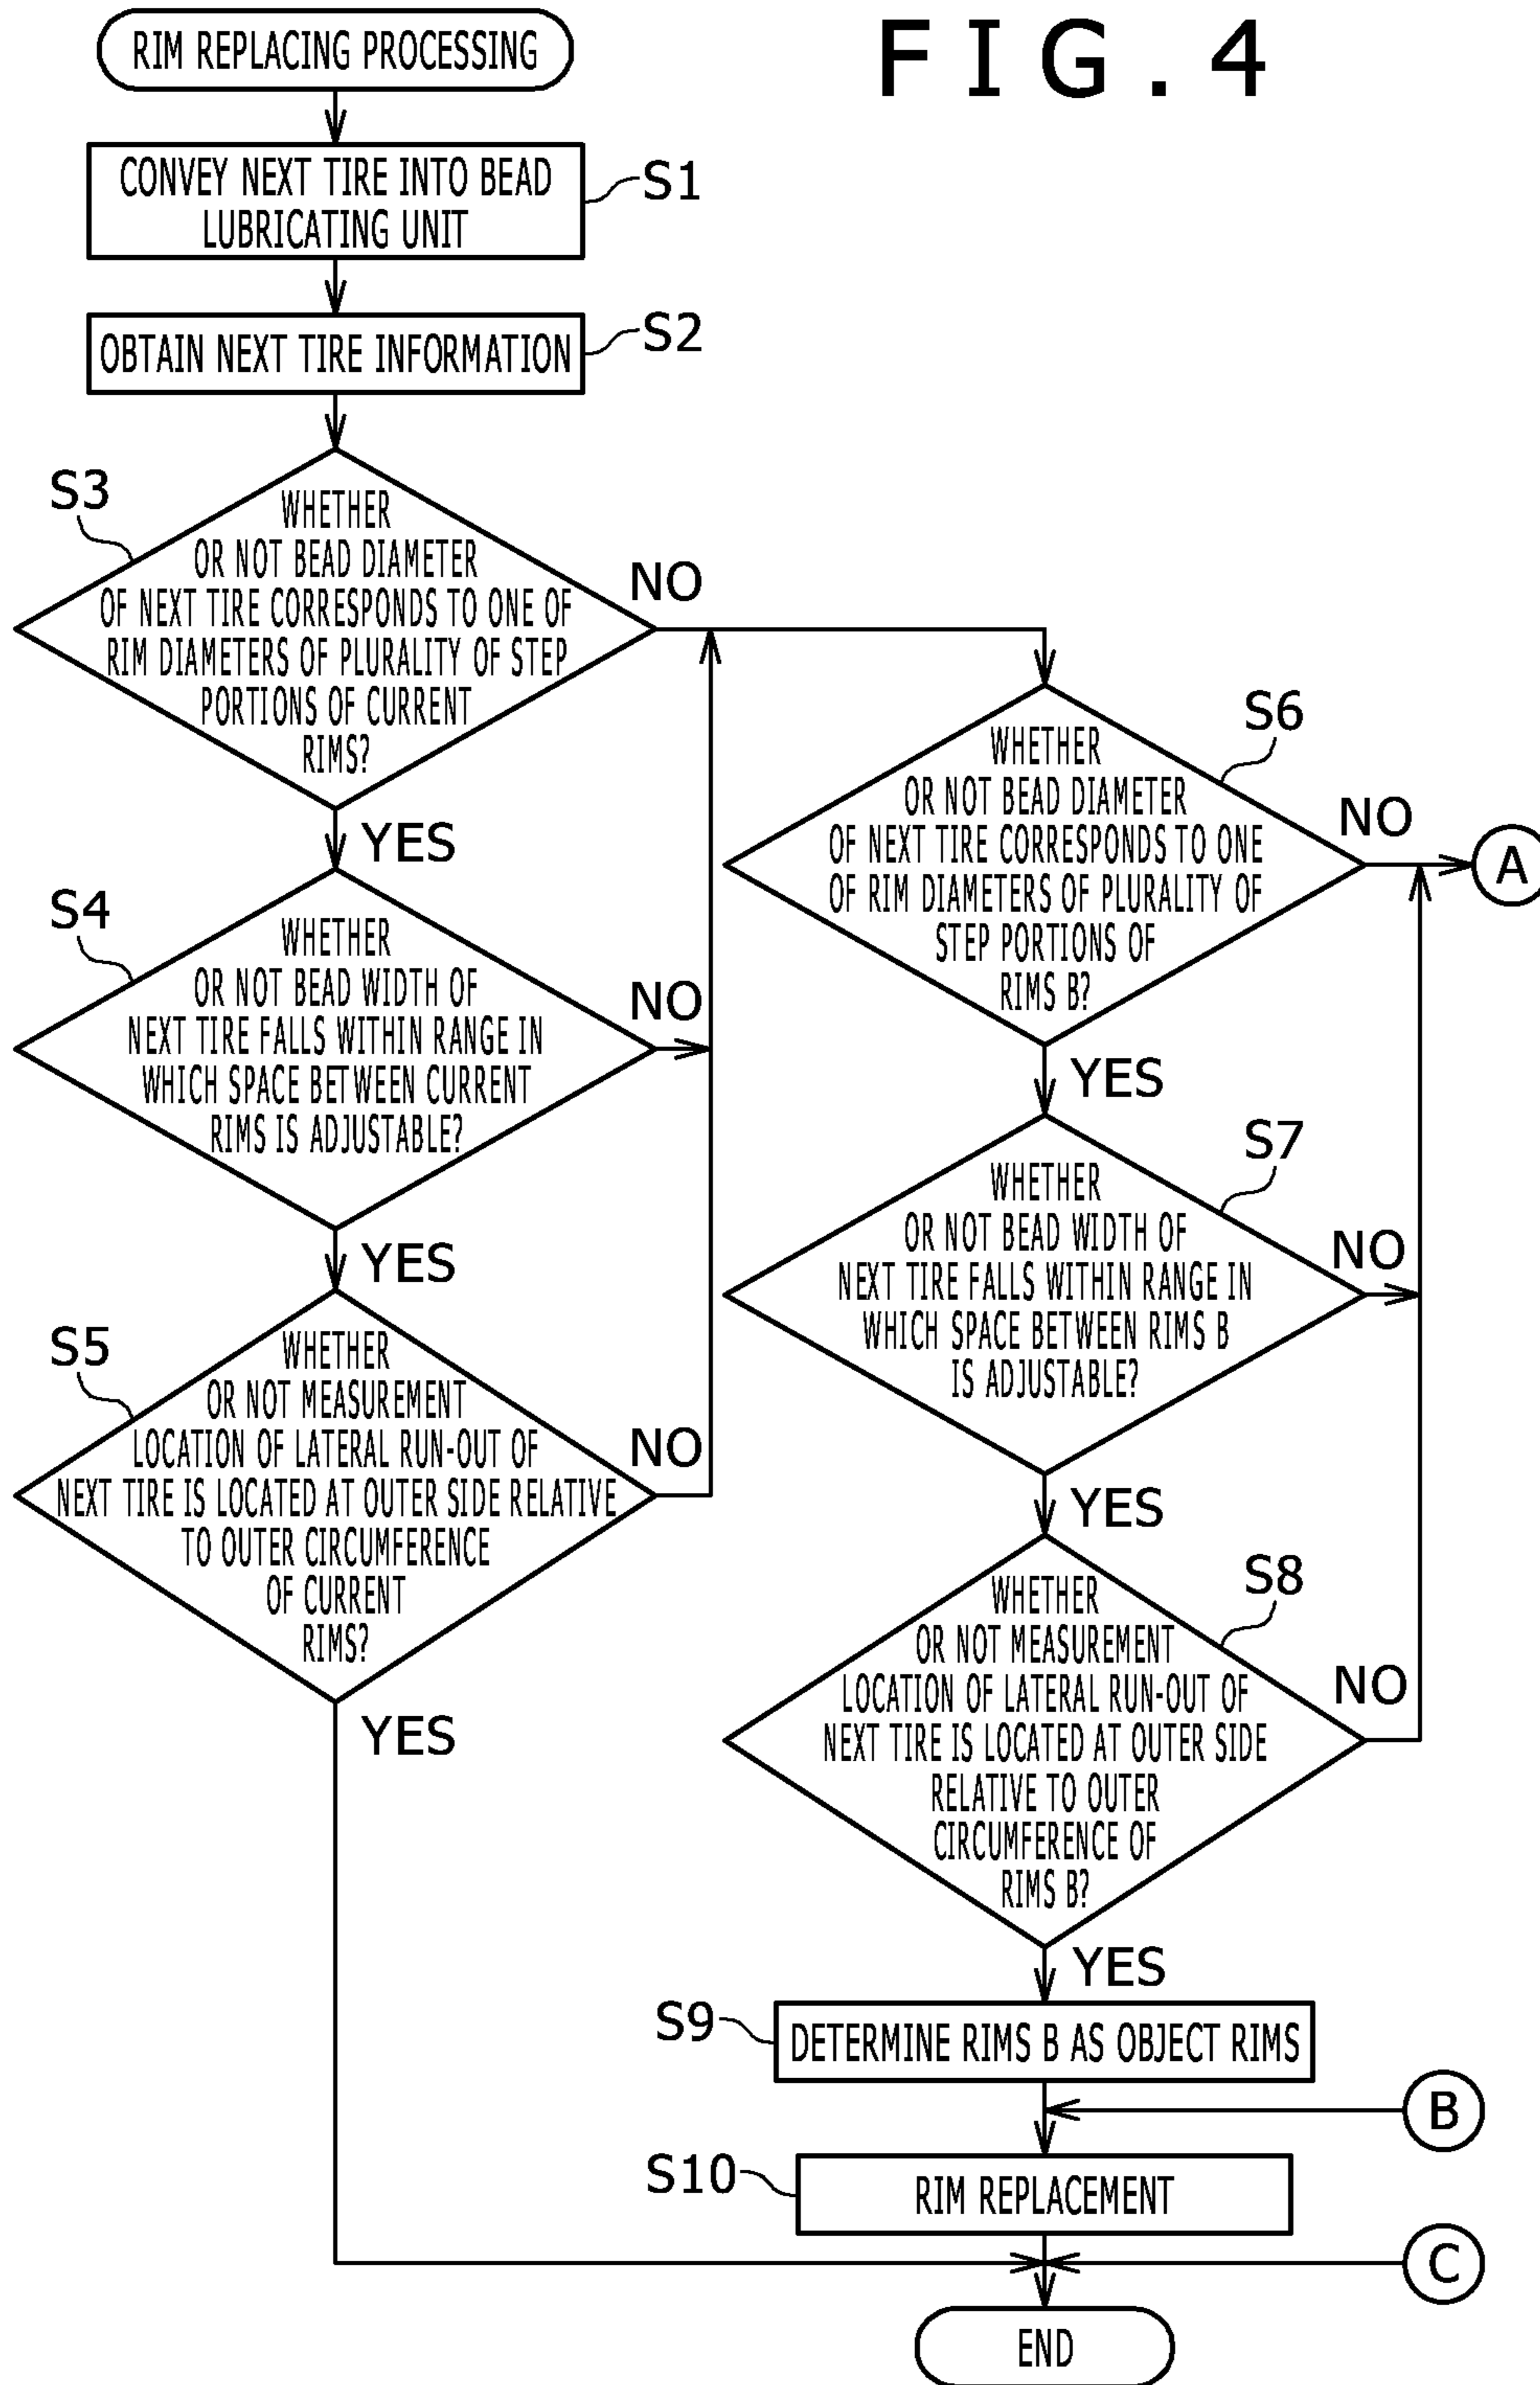 FIG.4
RIM REPLACING PROCESSING
CONVEY NEXT TIRE INTO BEAD
LUBRICATING UNIT
S1
OBTAIN NEXT TIRE INFORMATION
S2
S3
WHETHER
OR NOT BEAD DIAMETER
OF NEXT TIRE CORRESPONDS TO ONE OF
RIM DIAMETERS OF PLURALITY OF STEP
PORTIONS OF CURRENT
RIMS?
NO
YES
S4
WHETHER
OR NOT BEAD WIDTH OF
NEXT TIRE FALLS WITHIN RANGE IN
WHICH SPACE BETWEEN CURRENT
RIMS IS ADJUSTABLE?
NO
YES
S5
WHETHER
OR NOT MEASUREMENT
LOCATION OF LATERAL RUN-OUT OF
NEXT TIRE IS LOCATED AT OUTER SIDE RELATIVE
TO OUTER CIRCUMFERENCE
OF CURRENT
RIMS?
NO
YES
S6
WHETHER
OR NOT BEAD DIAMETER
OF NEXT TIRE CORRESPONDS TO ONE
OF RIM DIAMETERS OF PLURALITY OF
STEP PORTIONS OF
RIMS B?
NO
A
YES
S7
WHETHER
OR NOT BEAD WIDTH OF
NEXT TIRE FALLS WITHIN RANGE IN
WHICH SPACE BETWEEN RIMS B
IS ADJUSTABLE?
NO
YES
S8
WHETHER
OR NOT MEASUREMENT
LOCATION OF LATERAL RUN-OUT OF
NEXT TIRE IS LOCATED AT OUTER SIDE
RELATIVE TO OUTER
CIRCUMFERENCE OF
RIMS B?
NO
YES
S9
DETERMINE RIMS B AS OBJECT RIMS
B
S10
RIM REPLACEMENT
C
END